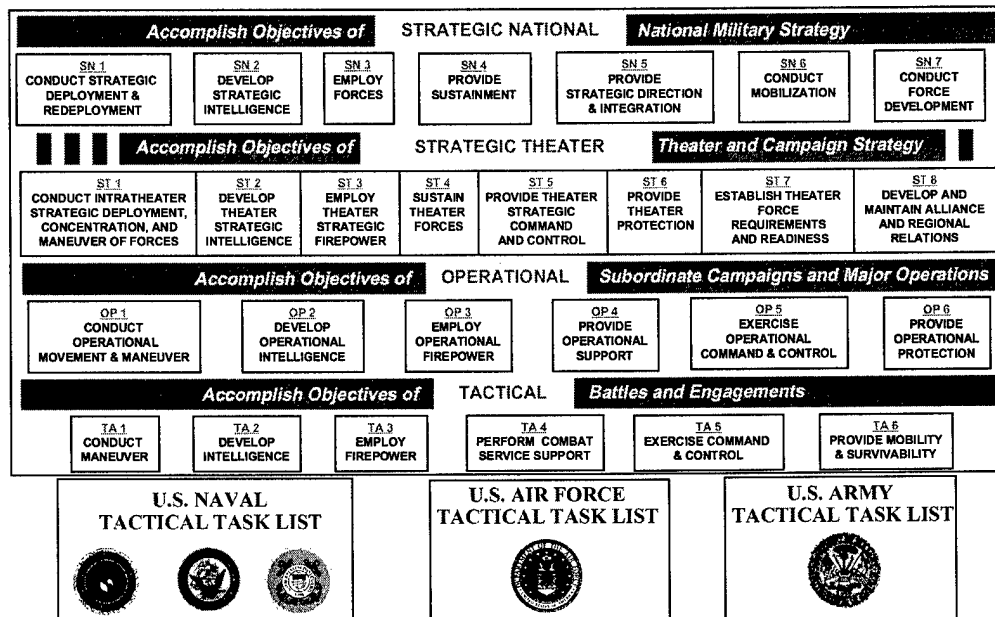 Accomplish Objectives of STRATEGIC NATIONAL National Military Strategy
SN 1
CONDUCT STRATEGIC
DEPLOYMENT &
REDEPLOYMENT
SN 2
DEVELOP
STRATEGIC
INTELLIGENCE
SN 3
EMPLOY
FORCES
SN 4
PROVIDE
SUSTAINMENT
SN 5
PROVIDE
STRATEGIC DIRECTION
& INTEGRATION
SN 6
CONDUCT
MOBILIZATION
SN 7
CONDUCT
FORCE
DEVELOPMENT
Accomplish Objectives of STRATEGIC THEATER Theater and Campaign Strategy
ST 1
CONDUCT INTRATHEATER
STRATEGIC DEPLOYMENT,
CONCENTRATION, AND
MANEUVER OF FORCES
ST 2
DEVELOP
THEATER
STRATEGIC
INTELLIGENCE
ST 3
EMPLOY
THEATER
STRATEGIC
FIREPOWER
ST 4
SUSTAIN
THEATER
FORCES
ST 5
PROVIDE THEATER
STRATEGIC
COMMAND
AND CONTROL
ST 6
PROVIDE
THEATER
PROTECTION
ST 7
ESTABLISH THEATER
FORCE
REQUIREMENTS
AND READINESS
ST 8
DEVELOP AND
MAINTAIN ALLIANCE
AND REGIONAL
RELATIONS
Accomplish Objectives of OPERATIONAL Subordinate Campaigns and Major Operations
OP 1
CONDUCT
OPERATIONAL
MOVEMENT & MANEUVER
OP 2
DEVELOP
OPERATIONAL
INTELLIGENCE
OP 3
EMPLOY
OPERATIONAL
FIREPOWER
OP 4
PROVIDE
OPERATIONAL
SUPPORT
OP 5
EXERCISE
OPERATIONAL
COMMAND & CONTROL
OP 6
PROVIDE
OPERATIONAL
PROTECTION
Accomplish Objectives of TACTICAL Battles and Engagements
TA 1
CONDUCT
MANEUVER
TA 2
DEVELOP
INTELLIGENCE
TA 3
EMPLOY
FIREPOWER
TA 4
PERFORM COMBAT
SERVICE SUPPORT
TA 5
EXERCISE COMMAND
& CONTROL
TA 6
PROVIDE MOBILITY
& SURVIVABILITY
U.S. NAVAL
TACTICAL TASK LIST
U.S. AIR FORCE
TACTICAL TASK LIST
U.S. ARMY
TACTICAL TASK LIST